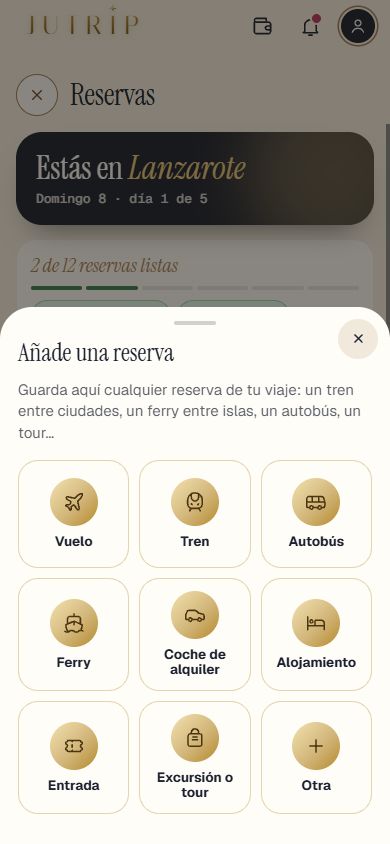 JUTRIP
Reservas
Estás en Lanzarote
Domingo 8 · día 1 de 5
2 de 12 reservas listas
Añade una reserva
Guarda aquí cualquier reserva de tu viaje: un tren
entre ciudades, un ferry entre islas, un autobús, un
tour...
Vuelo
Tren
Autobús
Ferry
Coche de
alquiler
Alojamiento
Entrada
Excursión o
tour
Otra